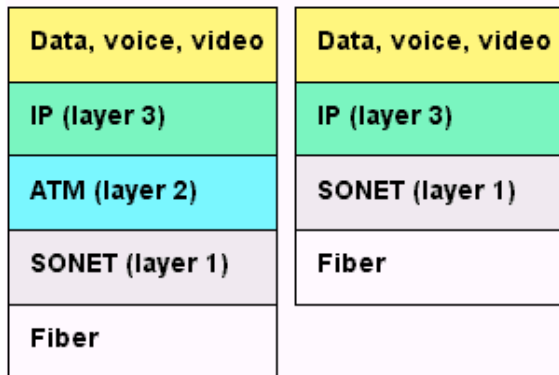 Data, voice, video
IP (layer 3)
ATM (layer 2)
SONET (layer 1)
Fiber
Data, voice, video
IP (layer 3)
SONET (layer 1)
Fiber